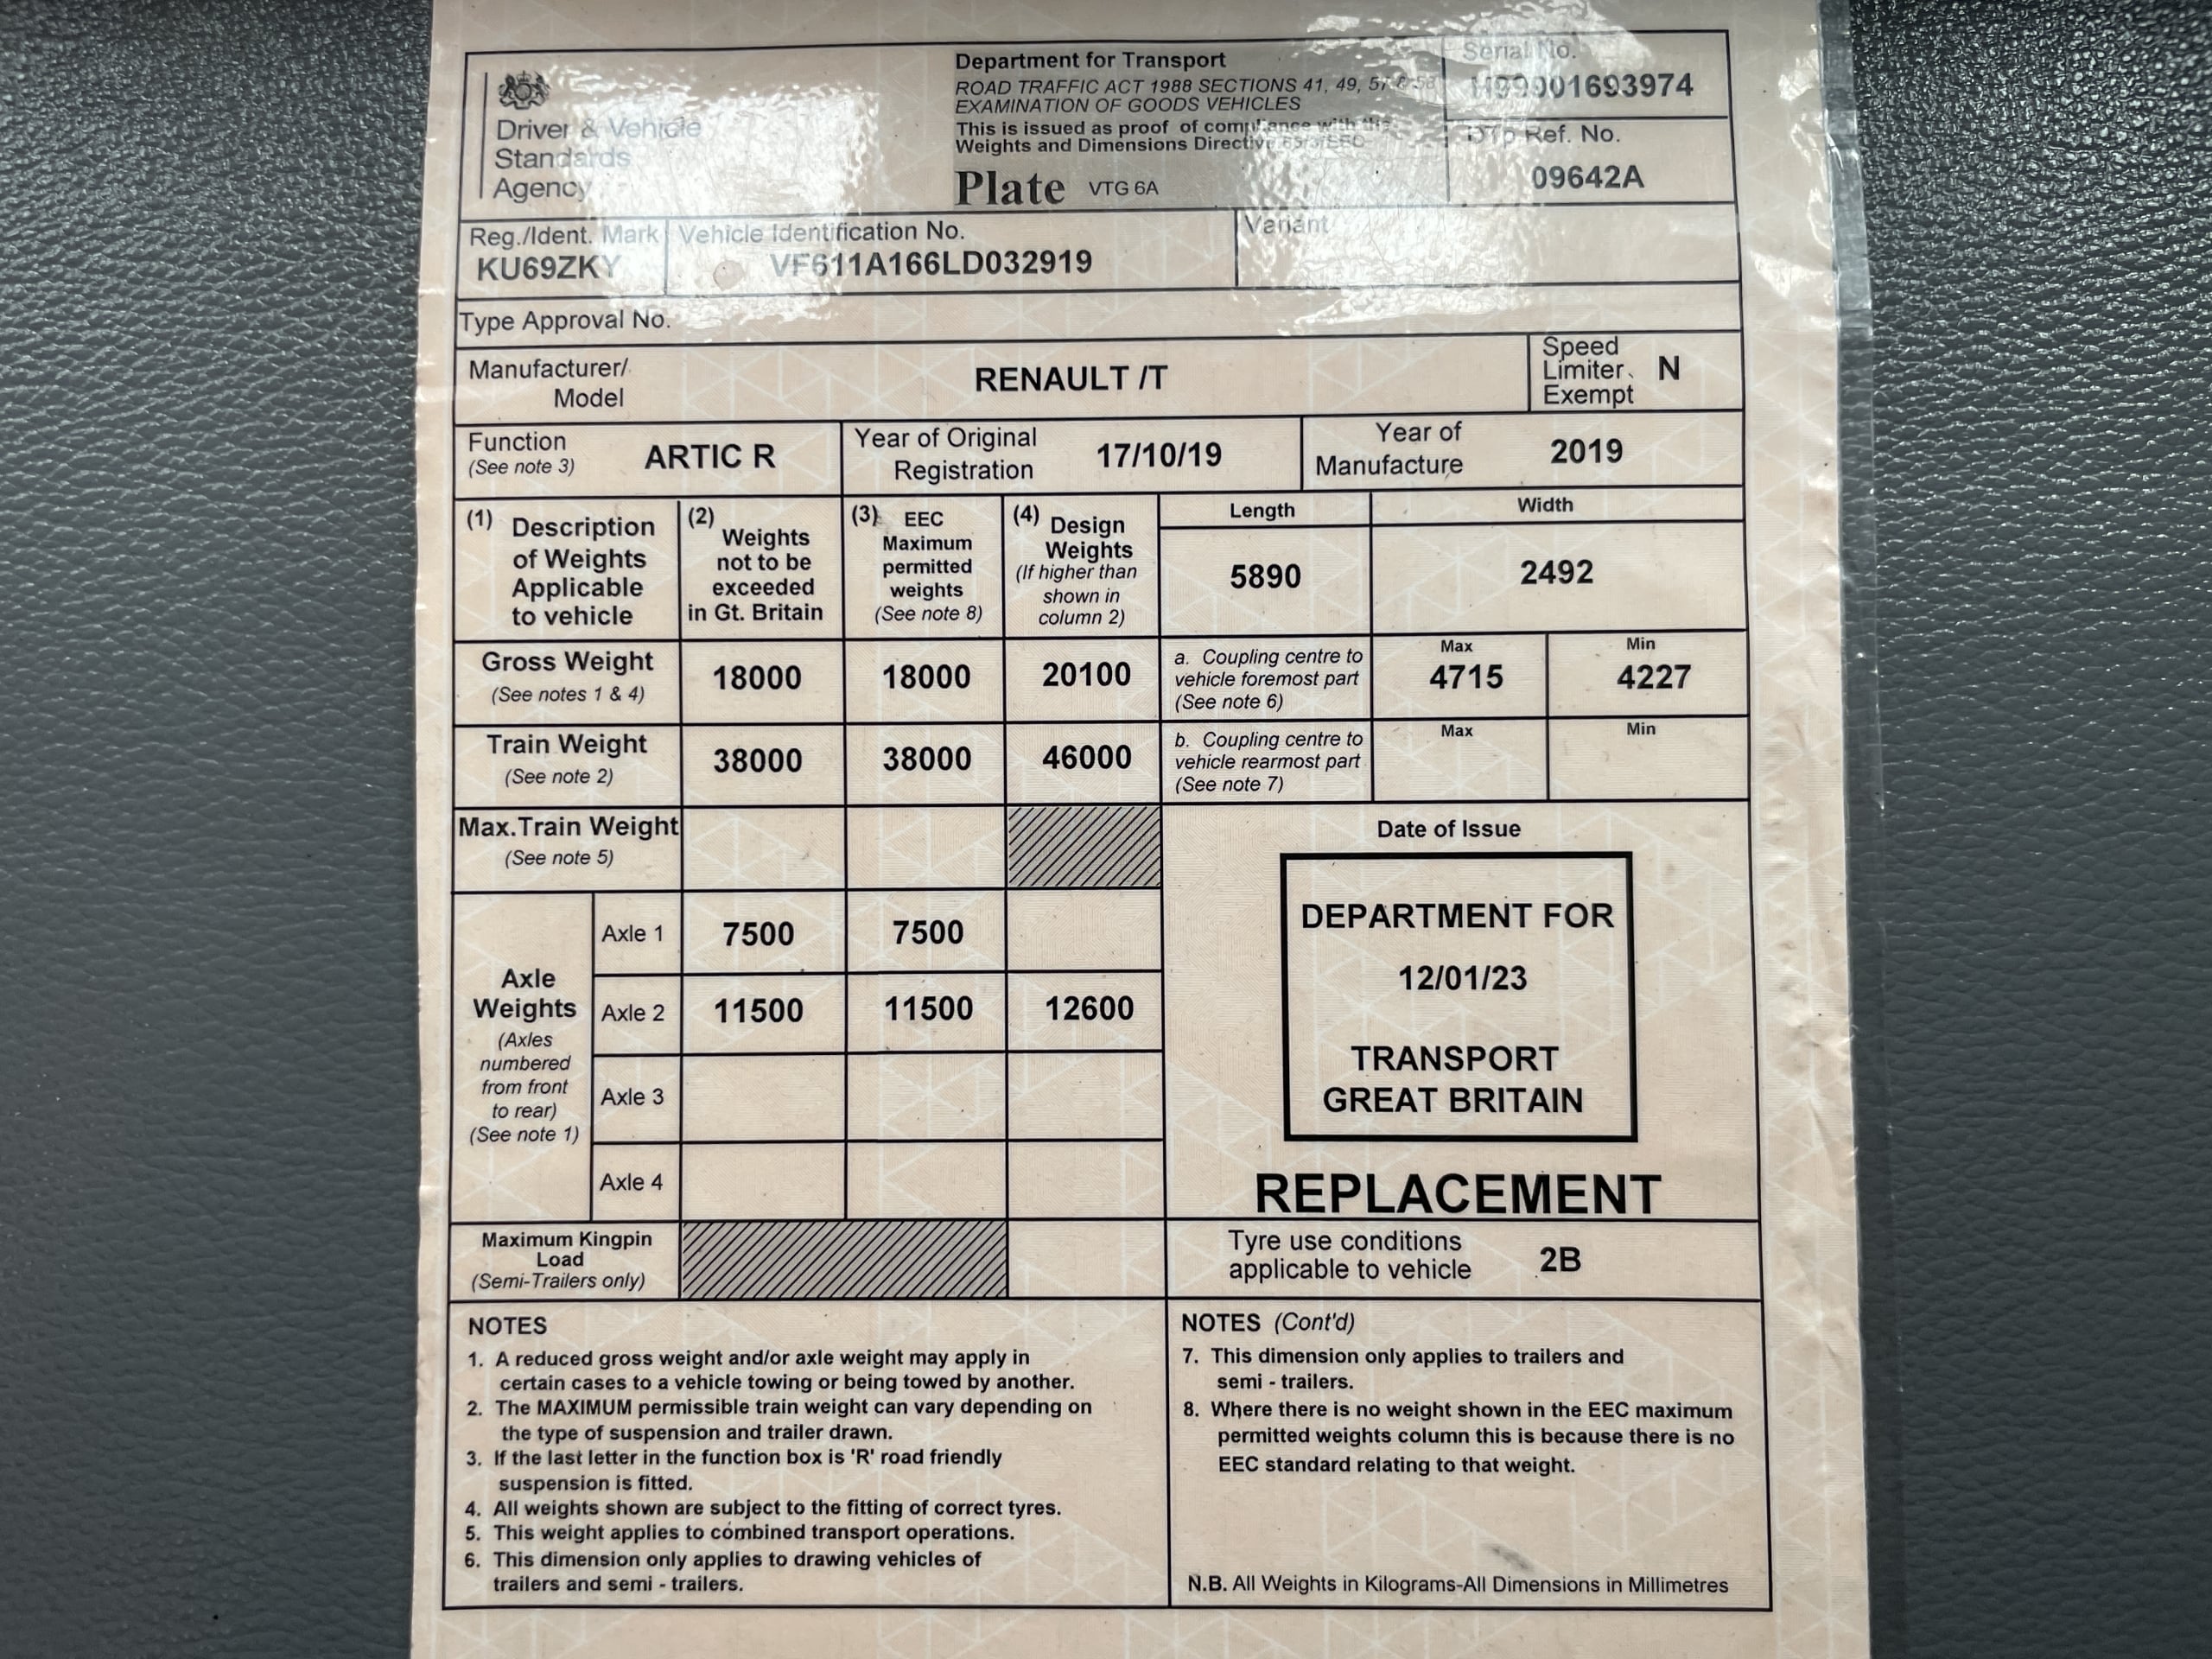 Department for Transport
ROAD TRAFFIC ACT 1988 SECTIONS 41, 49, 57 & 58
EXAMINATION OF GOODS VEHICLES
This is issued as proof of compliance with the
Weights and Dimensions Directive
Plate VTG 6A
Driver & Vehicle
Standards
Agency
Serial No.
H99001693974
DTp Ref. No.
09642A
Reg./Ident. Mark
KU69ZKY
Vehicle Identification No.
VF611A166LD032919
Variant
Type Approval No.
Manufacturer/
Model
RENAULT /T
Speed
Limiter
Exempt
N
Function
(See note 3)
ARTIC R
Year of Original
Registration
17/10/19
Year of
Manufacture
2019
(1) Description
of Weights
Applicable
to vehicle
(2) Weights
not to be
exceeded
in Gt. Britain
(3) EEC
Maximum
permitted
weights
(See note 8)
(4) Design
Weights
(If higher than
shown in
column 2)
Length
5890
Width
2492
Gross Weight
(See notes 1 & 4)
18000 18000 20100
a. Coupling centre to
vehicle foremost part
(See note 6)
Max
4715
Min
4227
Train Weight
(See note 2)
38000 38000 46000
b. Coupling centre to
vehicle rearmost part
(See note 7)
Max
Min
Max.Train Weight
(See note 5)
Axle
Weights
(Axles
numbered
from front
to rear)
(See note 1)
Axle 1 7500 7500
Axle 2 11500 11500 12600
Axle 3
Axle 4
Date of Issue
DEPARTMENT FOR
12/01/23
TRANSPORT
GREAT BRITAIN
REPLACEMENT
Maximum Kingpin
Load
(Semi-Trailers only)
Tyre use conditions
applicable to vehicle
2B
NOTES
1. A reduced gross weight and/or axle weight may apply in
certain cases to a vehicle towing or being towed by another.
2. The MAXIMUM permissible train weight can vary depending on
the type of suspension and trailer drawn.
3. If the last letter in the function box is 'R' road friendly
suspension is fitted.
4. All weights shown are subject to the fitting of correct tyres.
5. This weight applies to combined transport operations.
6. This dimension only applies to drawing vehicles of
trailers and semi - trailers.
NOTES (Cont'd)
7. This dimension only applies to trailers and
semi - trailers.
8. Where there is no weight shown in the EEC maximum
permitted weights column this is because there is no
EEC standard relating to that weight.
N.B. All Weights in Kilograms-All Dimensions in Millimetres